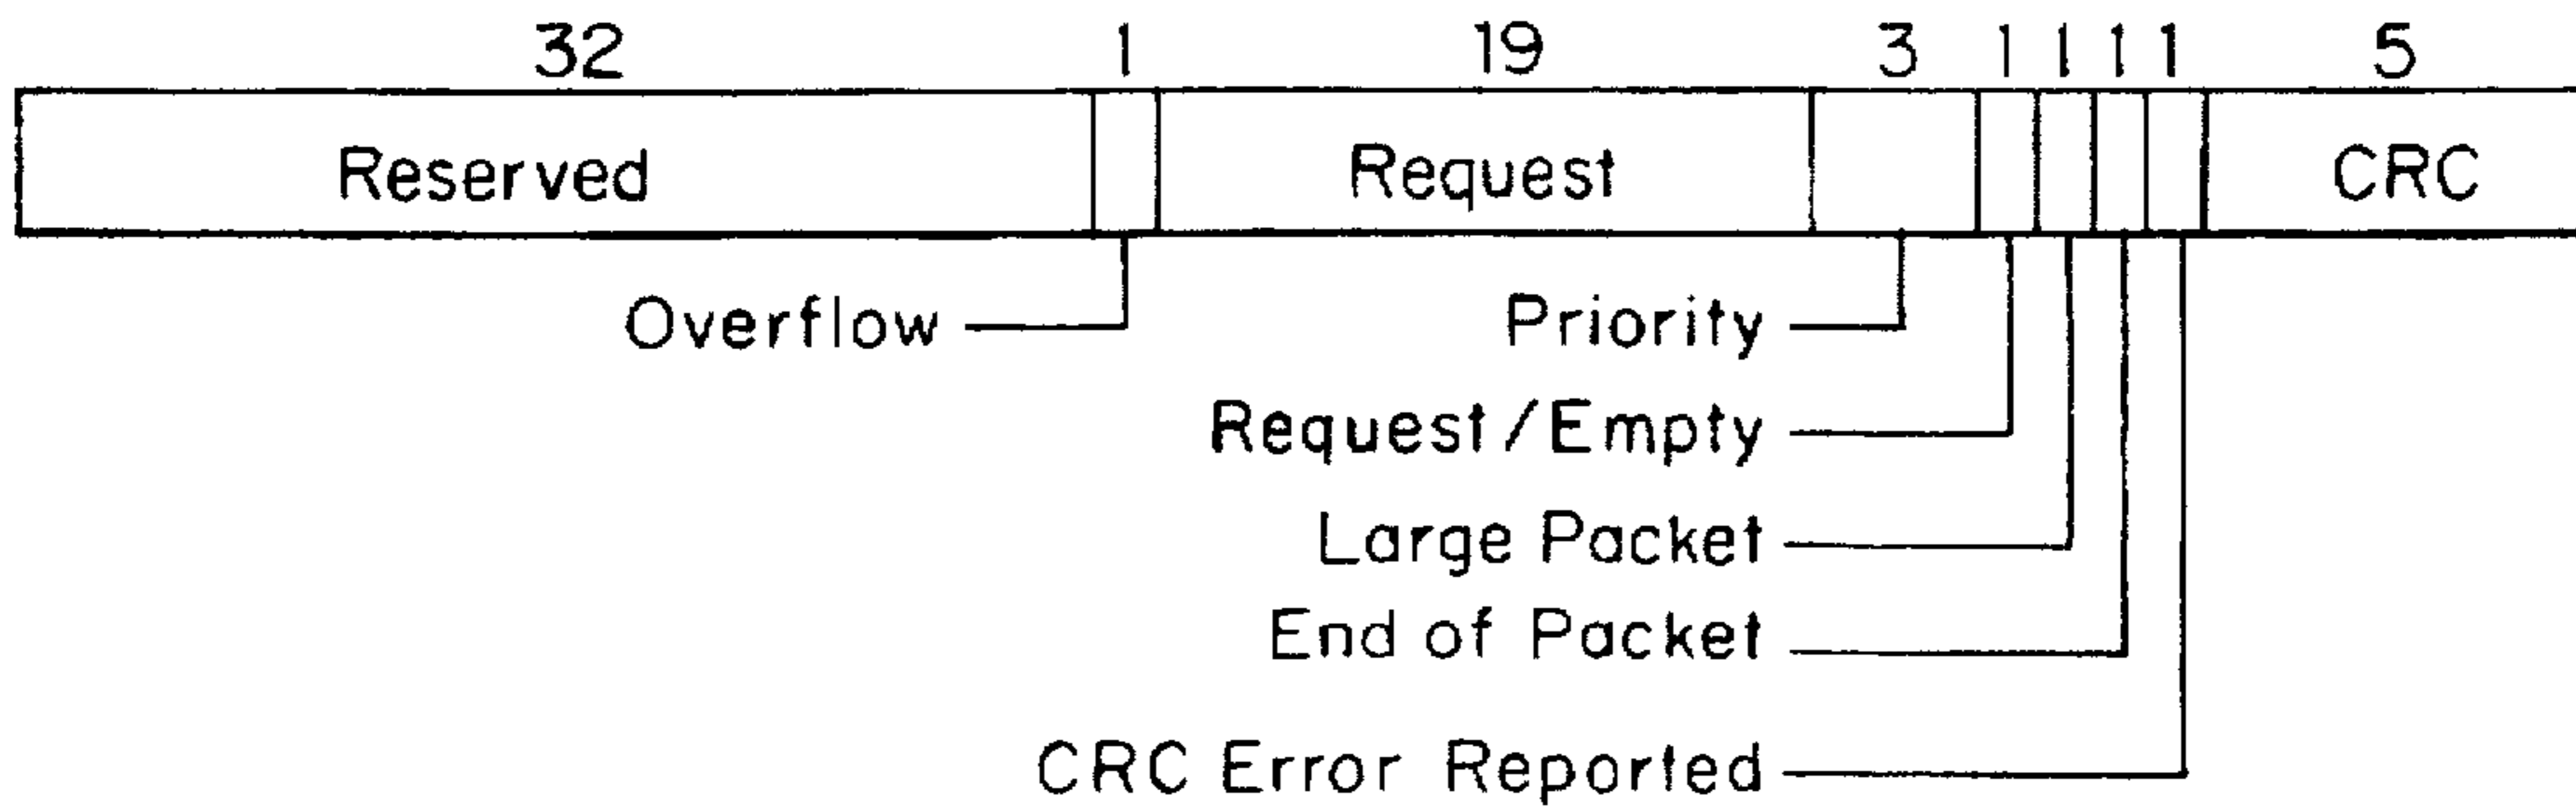 32 1 19 3 1 1 1 1 5
Reserved Request CRC
Overflow Priority
Request/Empty
Large Packet
End of Packet
CRC Error Reported